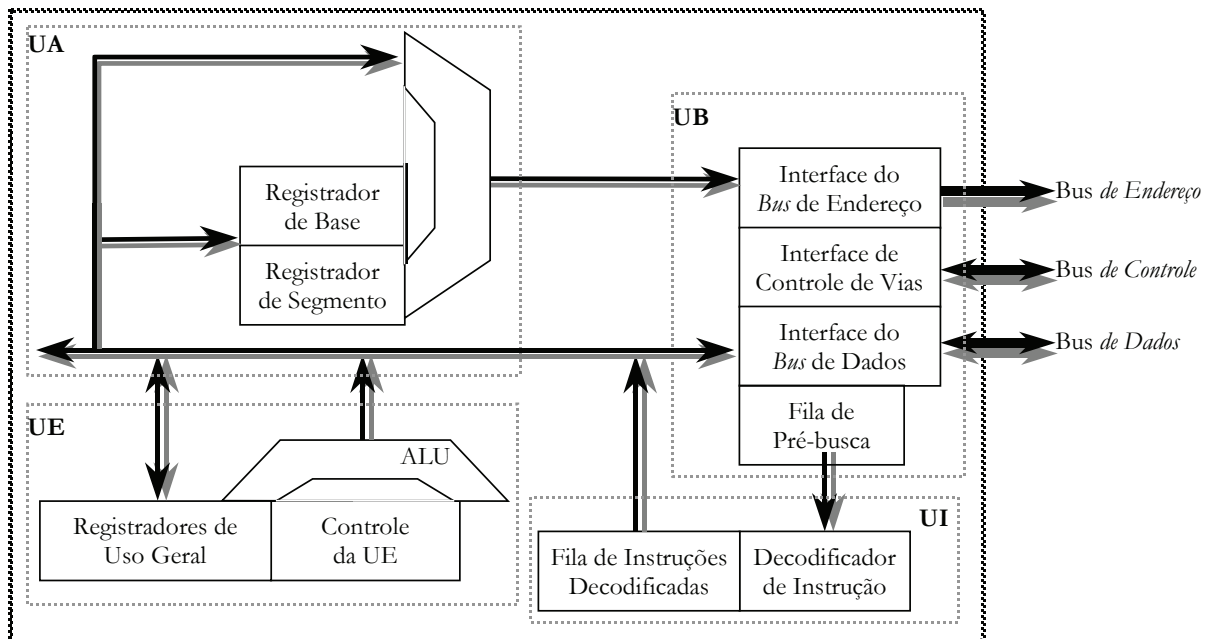 UA
Registrador
de Base
Registrador
de Segmento
UB
Interface do
Bus de Endereço
Interface de
Controle de Vias
Interface do
Bus de Dados
Fila de
Pré-busca
Bus de Endereço
Bus de Controle
Bus de Dados
UE
ALU
Registradores de
Uso Geral
Controle
da UE
UI
Fila de Instruções
Decodificadas
Decodificador
de Instrução